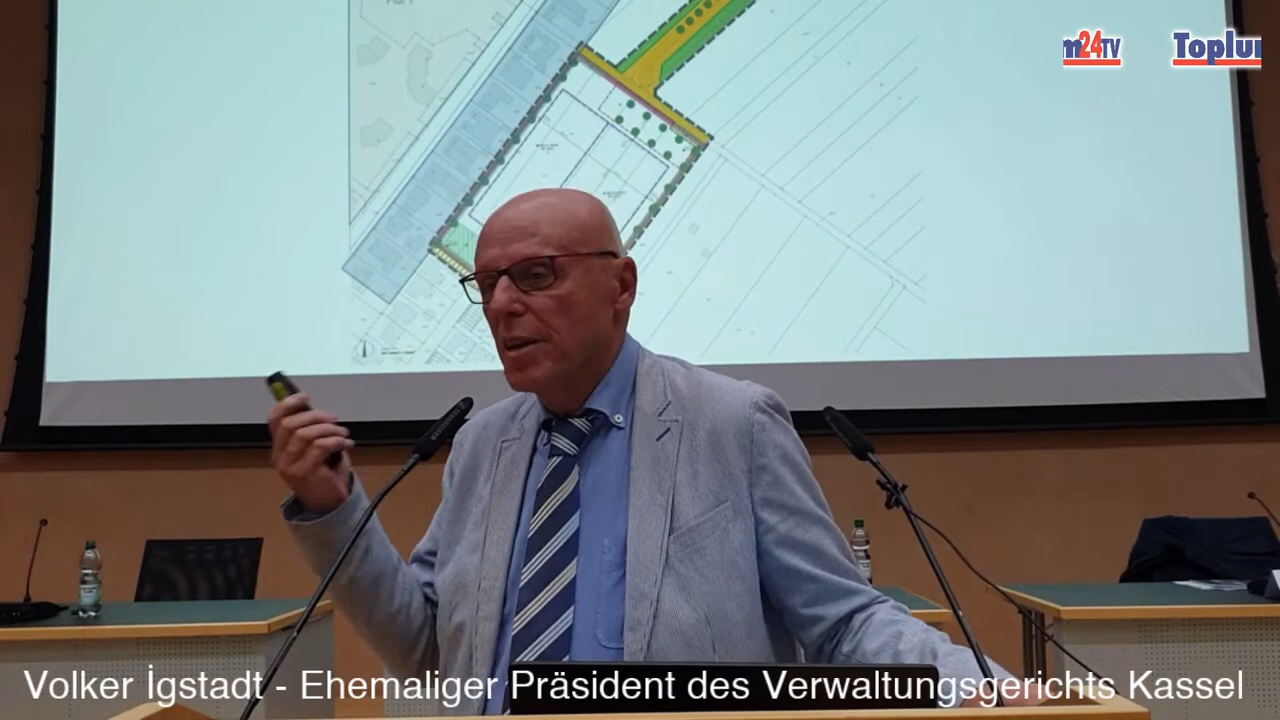 m24TV
Toplu
Volker İgstadt - Ehemaliger Präsident des Verwaltungsgerichts Kassel